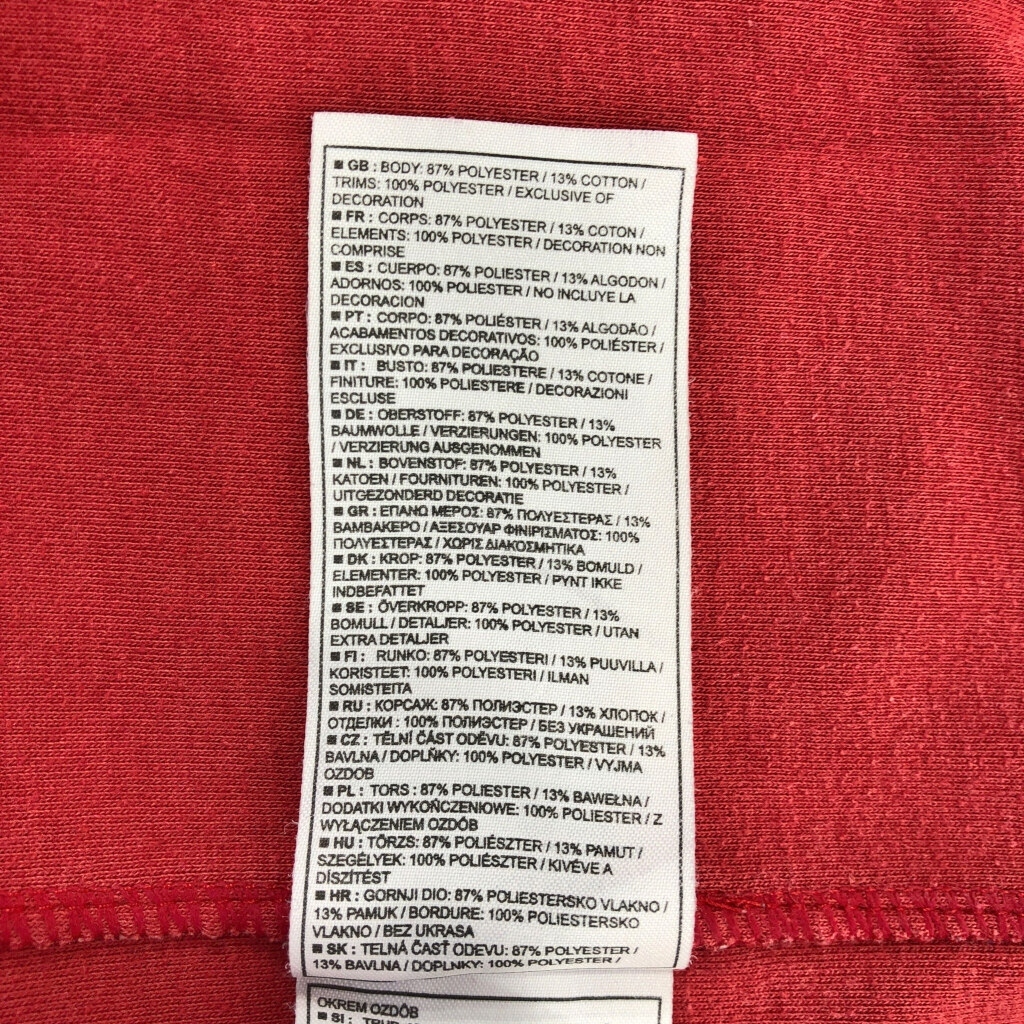 ■ GB : BODY: 87% POLYESTER / 13% COTTON /
TRIMS: 100% POLYESTER / EXCLUSIVE OF
DECORATION
■ FR : CORPS: 87% POLYESTER / 13% COTON /
ELEMENTS: 100% POLYESTER / DECORATION NON
COMPRISE
■ ES : CUERPO: 87% POLIESTER / 13% ALGODON /
ADORNOS: 100% POLIESTER / NO INCLUYE LA
DECORACION
■ PT : CORPO: 87% POLIÉSTER / 13% ALGODÃO /
ACABAMENTOS DECORATIVOS: 100% POLIÉSTER /
EXCLUSIVO PARA DECORAÇÃO
■ IT : BUSTO: 87% POLIESTERE / 13% COTONE /
FINITURE: 100% POLIESTERE / DECORAZIONI
ESCLUSE
■ DE : OBERSTOFF: 87% POLYESTER / 13%
BAUMWOLLE / VERZIERUNGEN: 100% POLYESTER
/ VERZIERUNG AUSGENOMMEN
■ NL : BOVENSTOF: 87% POLYESTER / 13%
KATOEN / FOURNITUREN: 100% POLYESTER /
UITGEZONDERD DECORATIE
■ GR : ΕΠΑΝΩ ΜΕΡΟΣ: 87% ΠΟΛΥΕΣΤΕΡΑΣ / 13%
ΒΑΜΒΑΚΕΡΟ / ΑΞΕΣΟΥΑΡ ΦΙΝΙΡΙΣΜΑΤΟΣ: 100%
ΠΟΛΥΕΣΤΕΡΑΣ / ΧΩΡΙΣ ΔΙΑΚΟΣΜΗΤΙΚΑ
■ DK : KROP: 87% POLYESTER / 13% BOMULD /
ELEMENTER: 100% POLYESTER / PYNT IKKE
INDBEFATTET
■ SE : ÖVERKROPP: 87% POLYESTER / 13%
BOMULL / DETALJER: 100% POLYESTER / UTAN
EXTRA DETALJER
■ FI : RUNKO: 87% POLYESTERI / 13% PUUVILLA /
KORISTEET: 100% POLYESTERI / ILMAN
SOMISTEITA
■ RU : КОРСАЖ: 87% ПОЛИЭСТЕР / 13% ХЛОПОК /
ОТДЕЛКИ : 100% ПОЛИЭСТЕР / БЕЗ УКРАШЕНИЙ
■ CZ : TĚLNÍ ČÁST ODĚVU: 87% POLYESTER / 13%
BAVLNA / DOPLŇKY: 100% POLYESTER / VYJMA
OZDOB
■ PL : TORS : 87% POLIESTER / 13% BAWEŁNA /
DODATKI WYKOŃCZENIOWE: 100% POLIESTER / Z
WYŁĄCZENIEM OZDÓB
■ HU : TÖRZS: 87% POLIÉSZTER / 13% PAMUT /
SZEGÉLYEK: 100% POLIÉSZTER / KIVÉVE A
DÍSZÍTÉST
■ HR : GORNJI DIO: 87% POLIESTERSKO VLAKNO /
13% PAMUK / BORDURE: 100% POLIESTERSKO
VLAKNO / BEZ UKRASA
■ SK : TELNÁ ČASŤ ODEVU: 87% POLYESTER /
13% BAVLNA / DOPLNKY: 100% POLYESTER /
OKREM OZDÔB
■ SI :